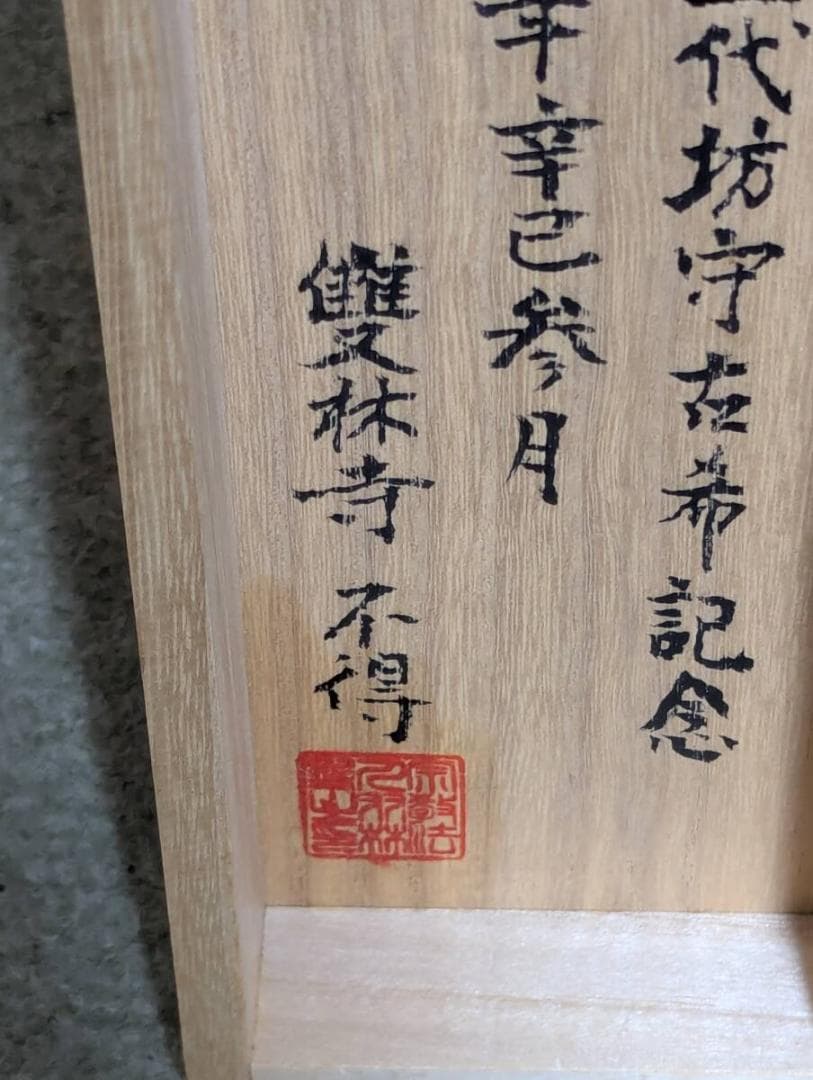 代坊守古希記念
年辛巳参月
雙林寺 不得